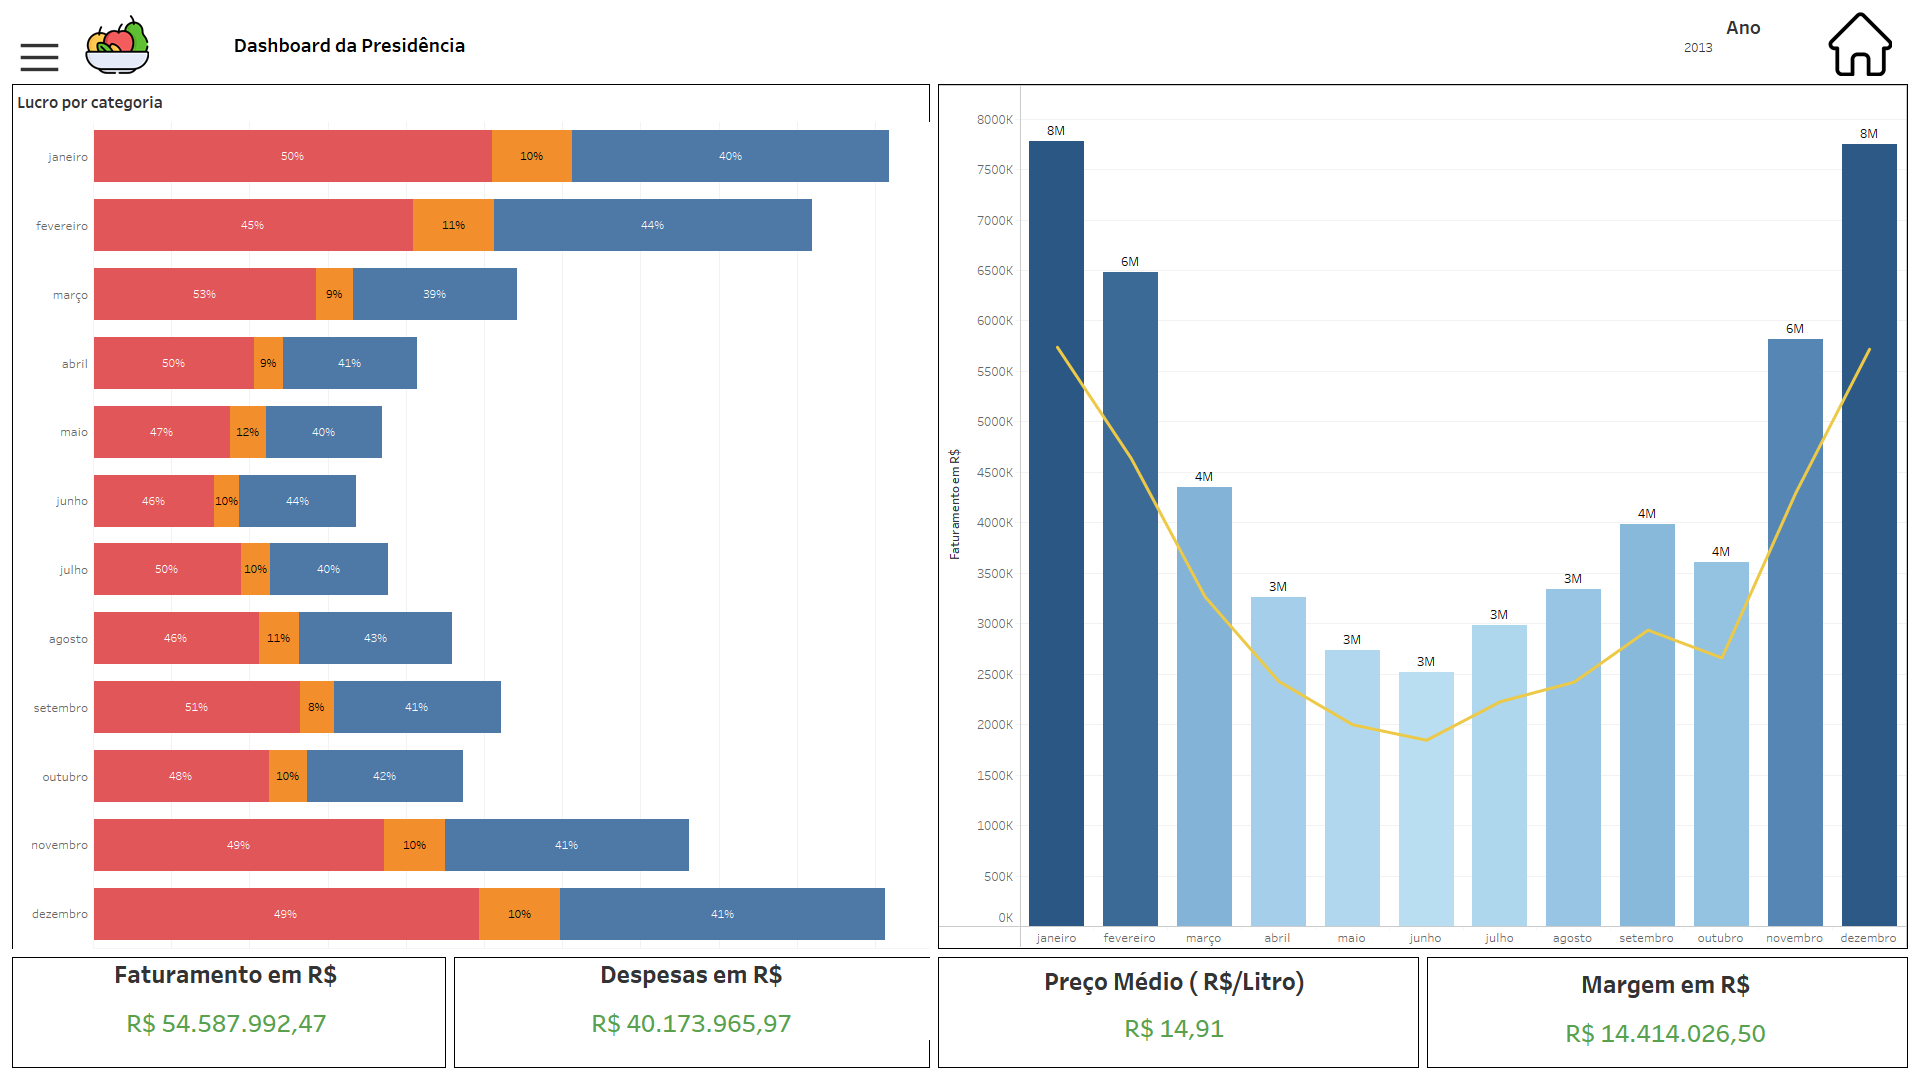 Dashboard da Presidência
Ano
2013
Lucro por categoria
janeiro 50% 10% 40%
fevereiro 45% 11% 44%
março 53% 9% 39%
abril 50% 9% 41%
maio 47% 12% 40%
junho 46% 10% 44%
julho 50% 10% 40%
agosto 46% 11% 43%
setembro 51% 8% 41%
outubro 48% 10% 42%
novembro 49% 10% 41%
dezembro 49% 10% 41%
Faturamento em R$
8000K
7500K
7000K
6500K
6000K
5500K
5000K
4500K
4000K
3500K
3000K
2500K
2000K
1500K
1000K
500K
0K
8M 6M 4M 3M 3M 3M 3M 3M 4M 4M 6M 8M
janeiro fevereiro março abril maio junho julho agosto setembro outubro novembro dezembro
Faturamento em R$
R$ 54.587.992,47
Despesas em R$
R$ 40.173.965,97
Preço Médio ( R$/Litro)
R$ 14,91
Margem em R$
R$ 14.414.026,50